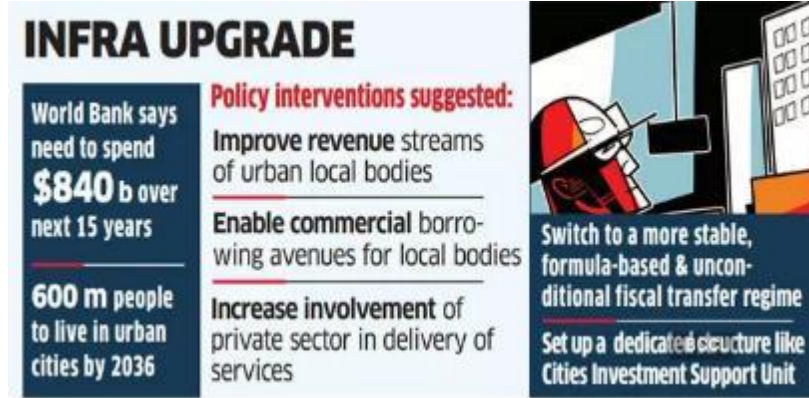 INFRA UPGRADE
World Bank says
need to spend
$840 b over
next 15 years
600 m people
to live in urban
cities by 2036
Policy interventions suggested:
Improve revenue streams
of urban local bodies
Enable commercial borro-
wing avenues for local bodies
Increase involvement of
private sector in delivery of
services
Switch to a more stable,
formula-based & uncon-
ditional fiscal transfer regime
Set up a dedicated structure like
Cities Investment Support Unit